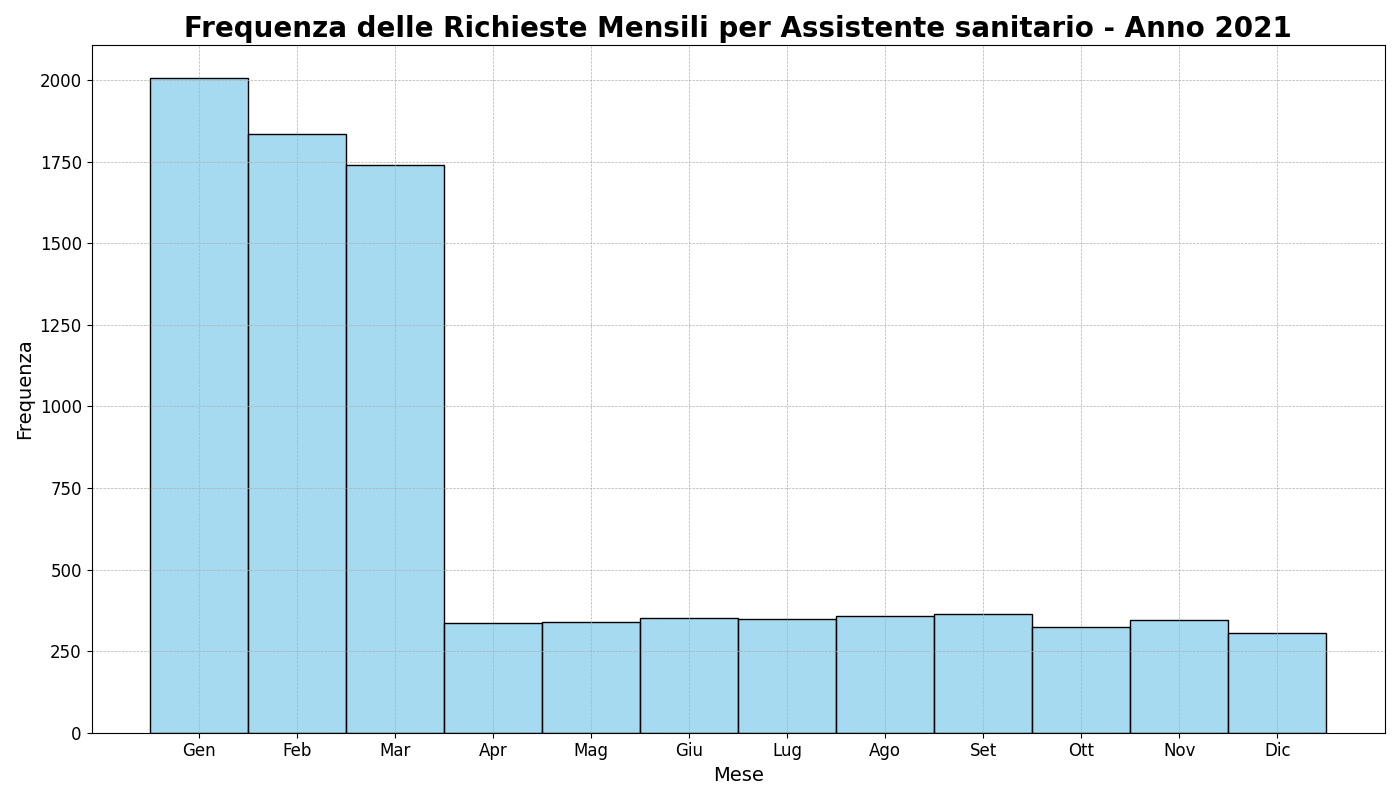 Frequenza delle Richieste Mensili per Assistente sanitario - Anno 2021
Frequenza
2000
1750
1500
1250
1000
750
500
250
0
Gen Feb Mar Apr Mag Giu Lug Ago Set Ott Nov Dic
Mese